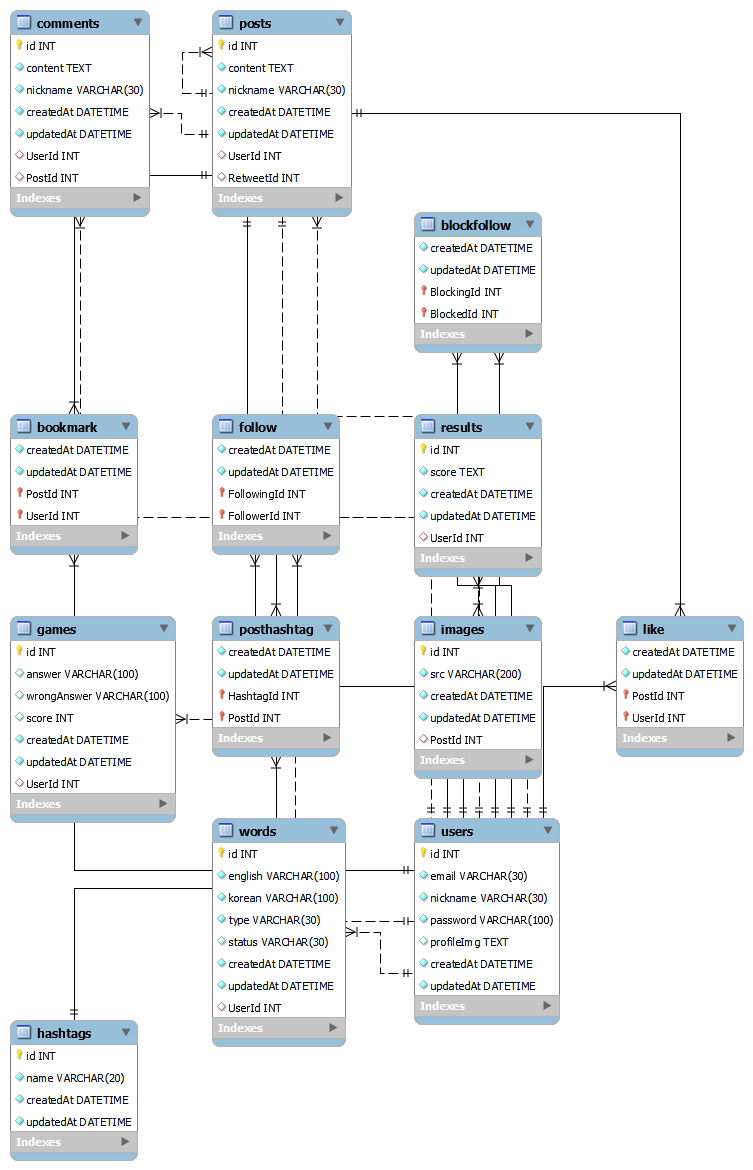 comments
id INT
content TEXT
nickname VARCHAR(30)
createdAt DATETIME
updatedAt DATETIME
UserId INT
PostId INT
Indexes
posts
id INT
content TEXT
nickname VARCHAR(30)
createdAt DATETIME
updatedAt DATETIME
UserId INT
RetweetId INT
Indexes
blockfollow
createdAt DATETIME
updatedAt DATETIME
BlockingId INT
BlockedId INT
Indexes
bookmark
createdAt DATETIME
updatedAt DATETIME
PostId INT
UserId INT
Indexes
follow
createdAt DATETIME
updatedAt DATETIME
FollowingId INT
FollowerId INT
Indexes
results
id INT
score TEXT
createdAt DATETIME
updatedAt DATETIME
UserId INT
Indexes
games
id INT
answer VARCHAR(100)
wrongAnswer VARCHAR(100)
score INT
createdAt DATETIME
updatedAt DATETIME
UserId INT
Indexes
posthashtag
createdAt DATETIME
updatedAt DATETIME
HashtagId INT
PostId INT
Indexes
images
id INT
src VARCHAR(200)
createdAt DATETIME
updatedAt DATETIME
PostId INT
Indexes
like
createdAt DATETIME
updatedAt DATETIME
PostId INT
UserId INT
Indexes
words
id INT
english VARCHAR(100)
korean VARCHAR(100)
type VARCHAR(30)
status VARCHAR(30)
createdAt DATETIME
updatedAt DATETIME
UserId INT
Indexes
users
id INT
email VARCHAR(30)
nickname VARCHAR(30)
password VARCHAR(100)
profileImg TEXT
createdAt DATETIME
updatedAt DATETIME
Indexes
hashtags
id INT
name VARCHAR(20)
createdAt DATETIME
updatedAt DATETIME
Indexes